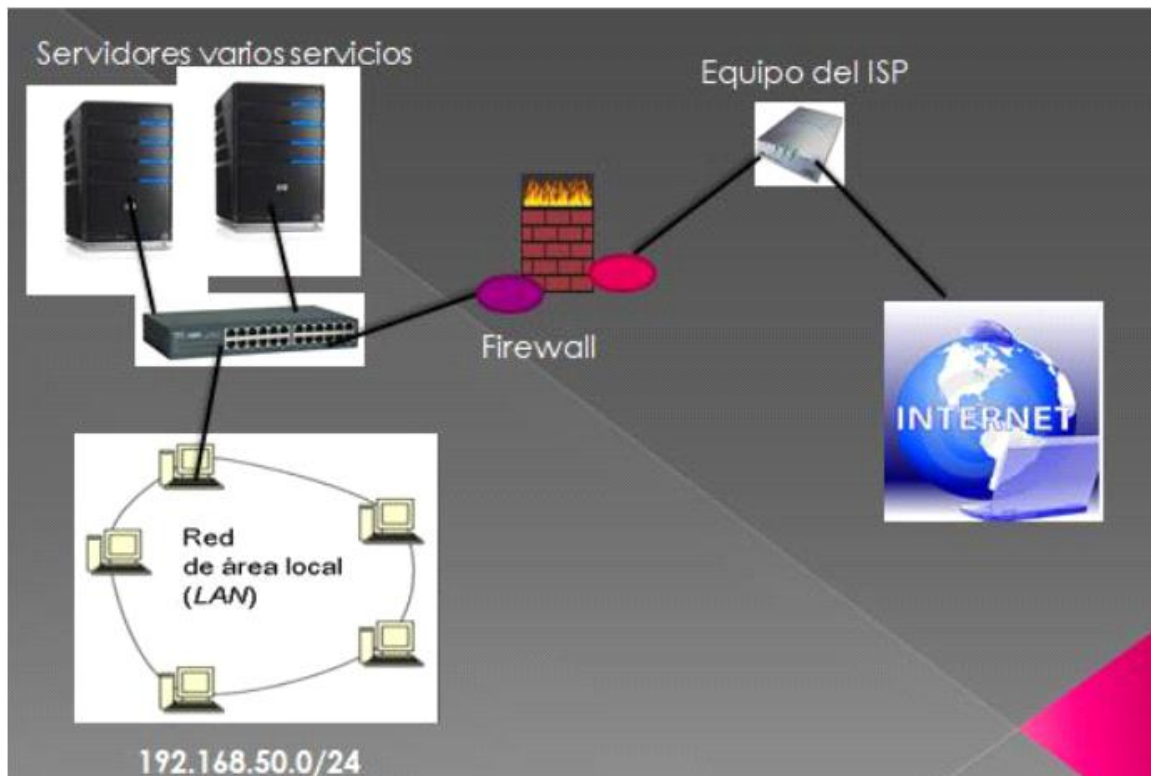 Servidores varios servicios
Equipo del ISP
Firewall
INTERNET
Red
de área local
(LAN)
192.168.50.0/24